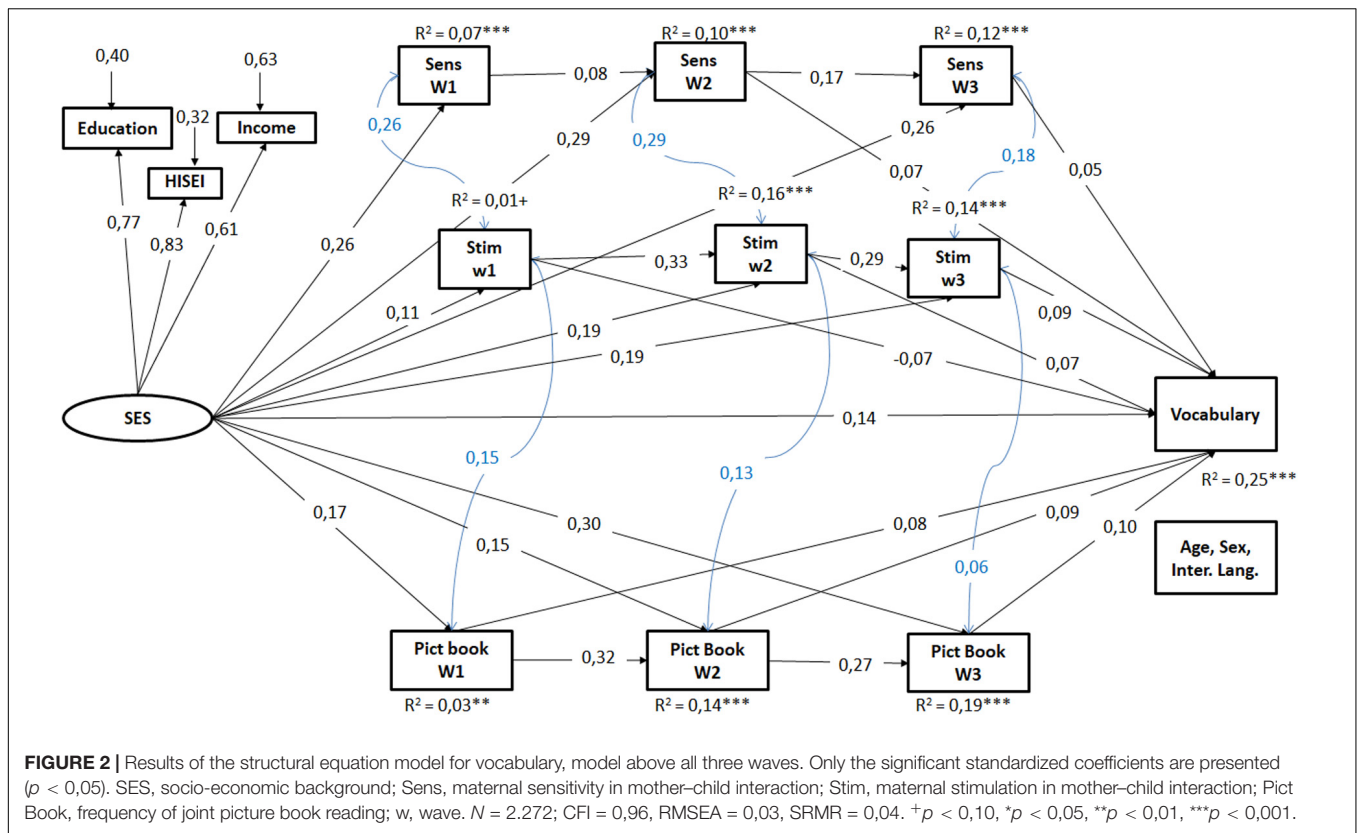 R² = 0,07***
R² = 0,10***
R² = 0,12***
0,40
0,63
Sens
W1
0,08
Sens
W2
0,17
Sens
W3
Education
0,32
Income
HISEI
0,26
0,29
0,29
0,26
0,18
0,07
0,05
0,77
0,83
0,61
0,26
R² = 0,01+
R² = 0,16***
R² = 0,14***
Stim
w1
0,33
Stim
w2
0,29
Stim
w3
0,11
0,19
0,19
-0,07
0,07
0,09
SES
0,14
Vocabulary
R² = 0,25***
0,15
0,13
0,06
0,17
0,15
0,30
0,08
0,09
0,10
Age, Sex,
Inter. Lang.
Pict book
W1
0,32
Pict Book
W2
0,27
Pict Book
W3
R² = 0,03**
R² = 0,14***
R² = 0,19***
FIGURE 2 | Results of the structural equation model for vocabulary, model above all three waves. Only the significant standardized coefficients are presented
(p < 0,05). SES, socio-economic background; Sens, maternal sensitivity in mother–child interaction; Stim, maternal stimulation in mother–child interaction; Pict
Book, frequency of joint picture book reading; w, wave. N = 2.272; CFI = 0,96, RMSEA = 0,03, SRMR = 0,04. +p < 0,10, *p < 0,05, **p < 0,01, ***p < 0,001.